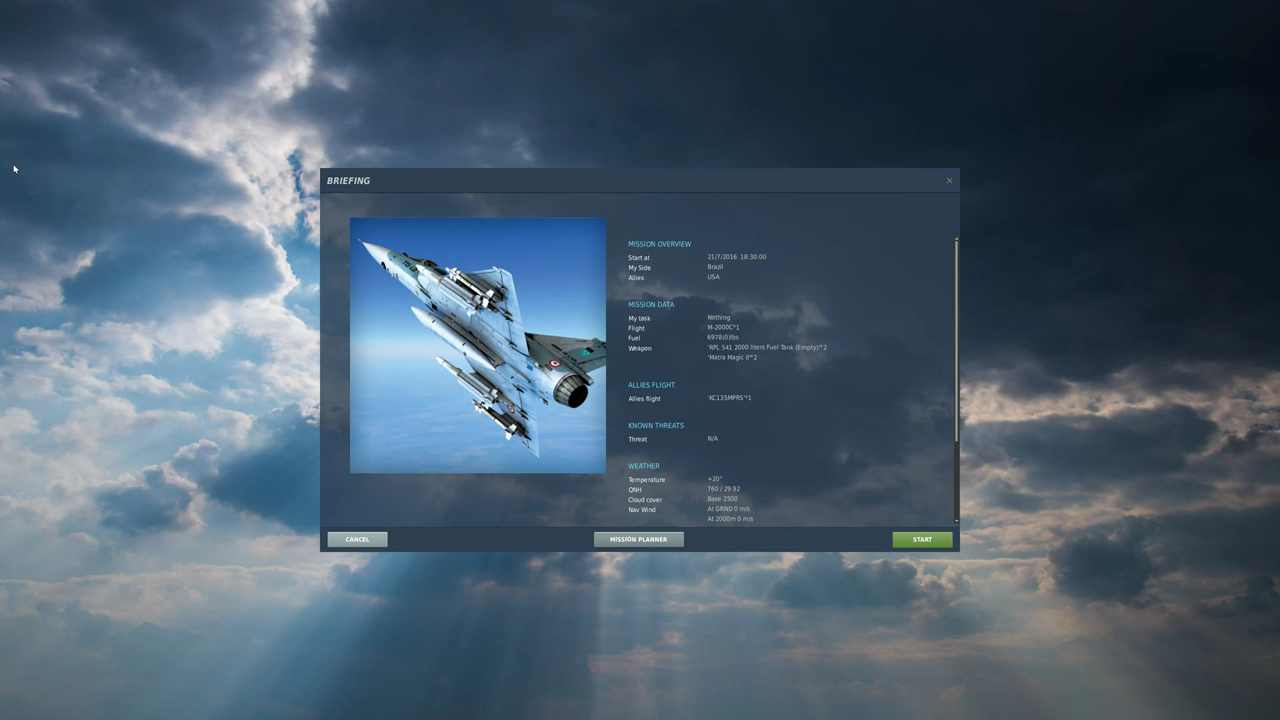 BRIEFING
MISSION OVERVIEW
Start at 21/7/2016 18:30:00
My Side Brazil
Allies USA
MISSION DATA
My task Nothing
Flight M-2000C*1
Fuel 6978(0)lbs
Weapon 'RPL 541 2000 liters Fuel Tank (Empty)'*2
'Matra Magic II'*2
ALLIES FLIGHT
Allies flight 'KC135MPRS'*1
KNOWN THREATS
Threat N/A
WEATHER
Temperature +20°
QNH 760 / 29.92
Cloud cover Base 2500
Nav Wind At GRND 0 m/s
At 2000m 0 m/s
CANCEL MISSION PLANNER START